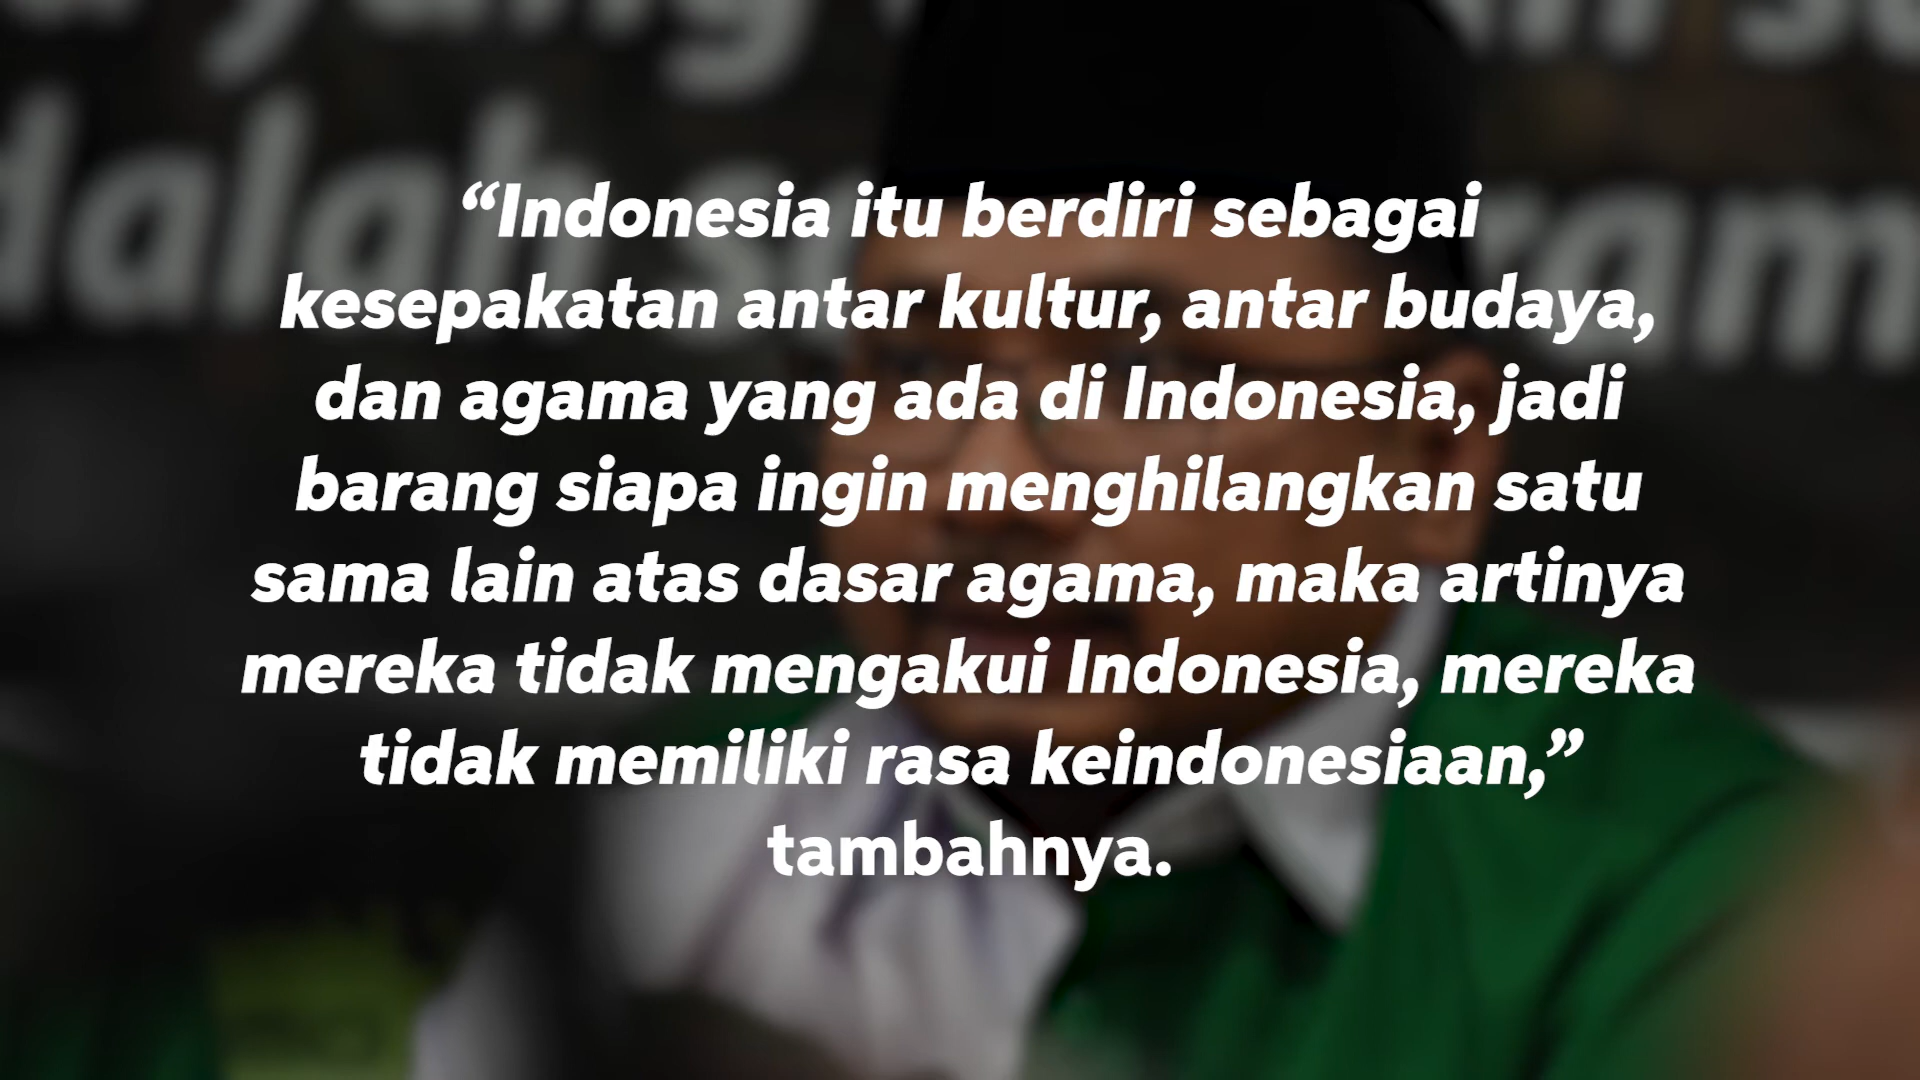 “Indonesia itu berdiri sebagai
kesepakatan antar kultur, antar budaya,
dan agama yang ada di Indonesia, jadi
barang siapa ingin menghilangkan satu
sama lain atas dasar agama, maka artinya
mereka tidak mengakui Indonesia, mereka
tidak memiliki rasa keindonesiaan,”
tambahnya.